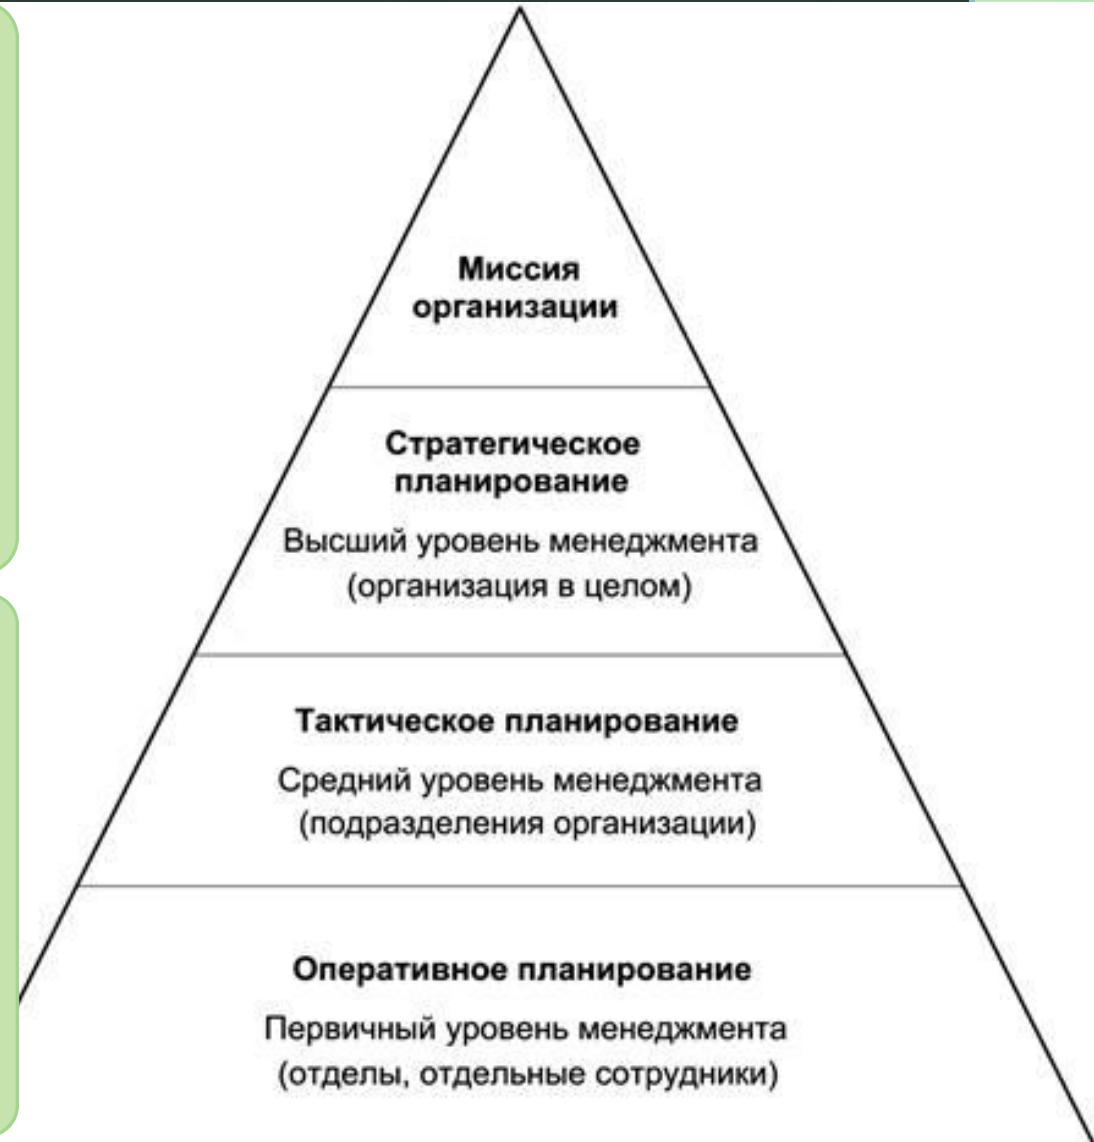 Миссия
организации
Стратегическое
планирование
Высший уровень менеджмента
(организация в целом)
Тактическое планирование
Средний уровень менеджмента
(подразделения организации)
Оперативное планирование
Первичный уровень менеджмента
(отделы, отдельные сотрудники)